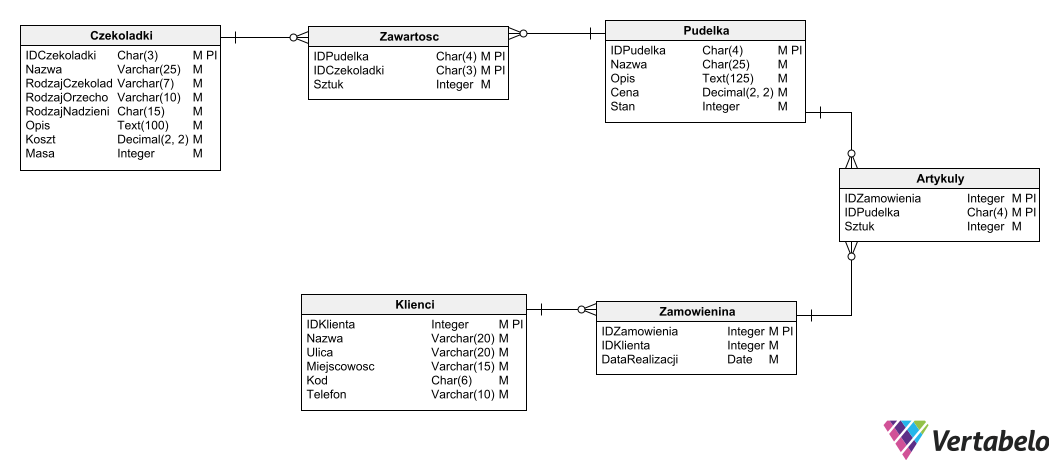 Czekoladki
IDCzekoladki Char(3) M PI
Nazwa Varchar(25) M
RodzajCzekolad Varchar(7) M
RodzajOrzecho Varchar(10) M
RodzajNadzieni Char(15) M
Opis Text(100) M
Koszt Decimal(2, 2) M
Masa Integer M
Zawartosc
IDPudelka Char(4) M PI
IDCzekoladki Char(3) M PI
Sztuk Integer M
Pudelka
IDPudelka Char(4) M PI
Nazwa Char(25) M
Opis Text(125) M
Cena Decimal(2, 2) M
Stan Integer M
Artykuly
IDZamowienia Integer M PI
IDPudelka Char(4) M PI
Sztuk Integer M
Klienci
IDKlienta Integer M PI
Nazwa Varchar(20) M
Ulica Varchar(20) M
Miejscowosc Varchar(15) M
Kod Char(6) M
Telefon Varchar(10) M
Zamowienina
IDZamowienia Integer M PI
IDKlienta Integer M
DataRealizacji Date M
Vertabelo